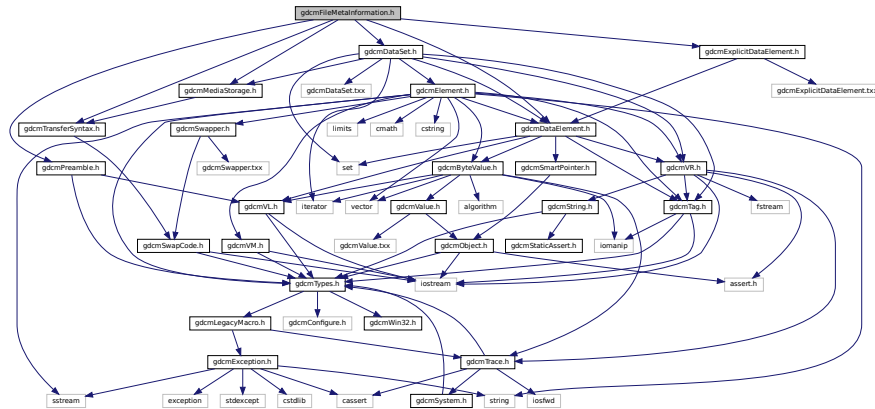 gdcmFileMetaInformation.h
gdcmDataSet.h
gdcmExplicitDataElement.h
gdcmMediaStorage.h
gdcmDataSet.txx
gdcmElement.h
gdcmExplicitDataElement.txx
gdcmTransferSyntax.h
gdcmSwapper.h
limits
cmath
cstring
gdcmDataElement.h
gdcmPreamble.h
gdcmSwapper.txx
set
gdcmByteValue.h
gdcmSmartPointer.h
gdcmVR.h
gdcmVL.h
iterator
vector
gdcmValue.h
algorithm
gdcmString.h
gdcmTag.h
fstream
gdcmSwapCode.h
gdcmVM.h
gdcmValue.txx
gdcmObject.h
gdcmStaticAssert.h
iomanip
gdcmTypes.h
iostream
assert.h
gdcmLegacyMacro.h
gdcmConfigure.h
gdcmWin32.h
gdcmException.h
gdcmTrace.h
sstream
exception
stdexcept
cstdlib
cassert
gdcmSystem.h
string
iosfwd